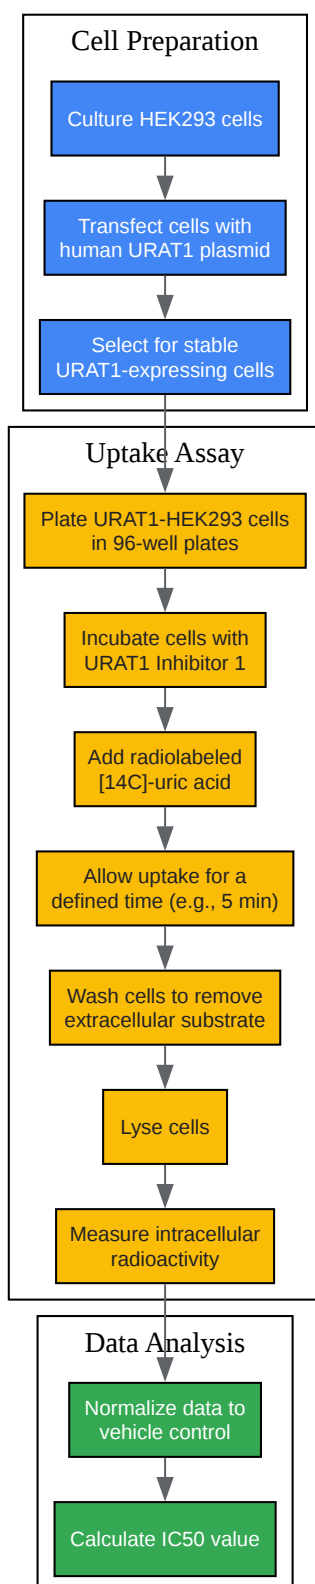 Cell Preparation
Culture HEK293 cells
Transfect cells with
human URAT1 plasmid
Select for stable
URAT1-expressing cells
Uptake Assay
Plate URAT1-HEK293 cells
in 96-well plates
Incubate cells with
URAT1 Inhibitor 1
Add radiolabeled
[14C]-uric acid
Allow uptake for a
defined time (e.g., 5 min)
Wash cells to remove
extracellular substrate
Lyse cells
Measure intracellular
radioactivity
Data Analysis
Normalize data to
vehicle control
Calculate IC50 value